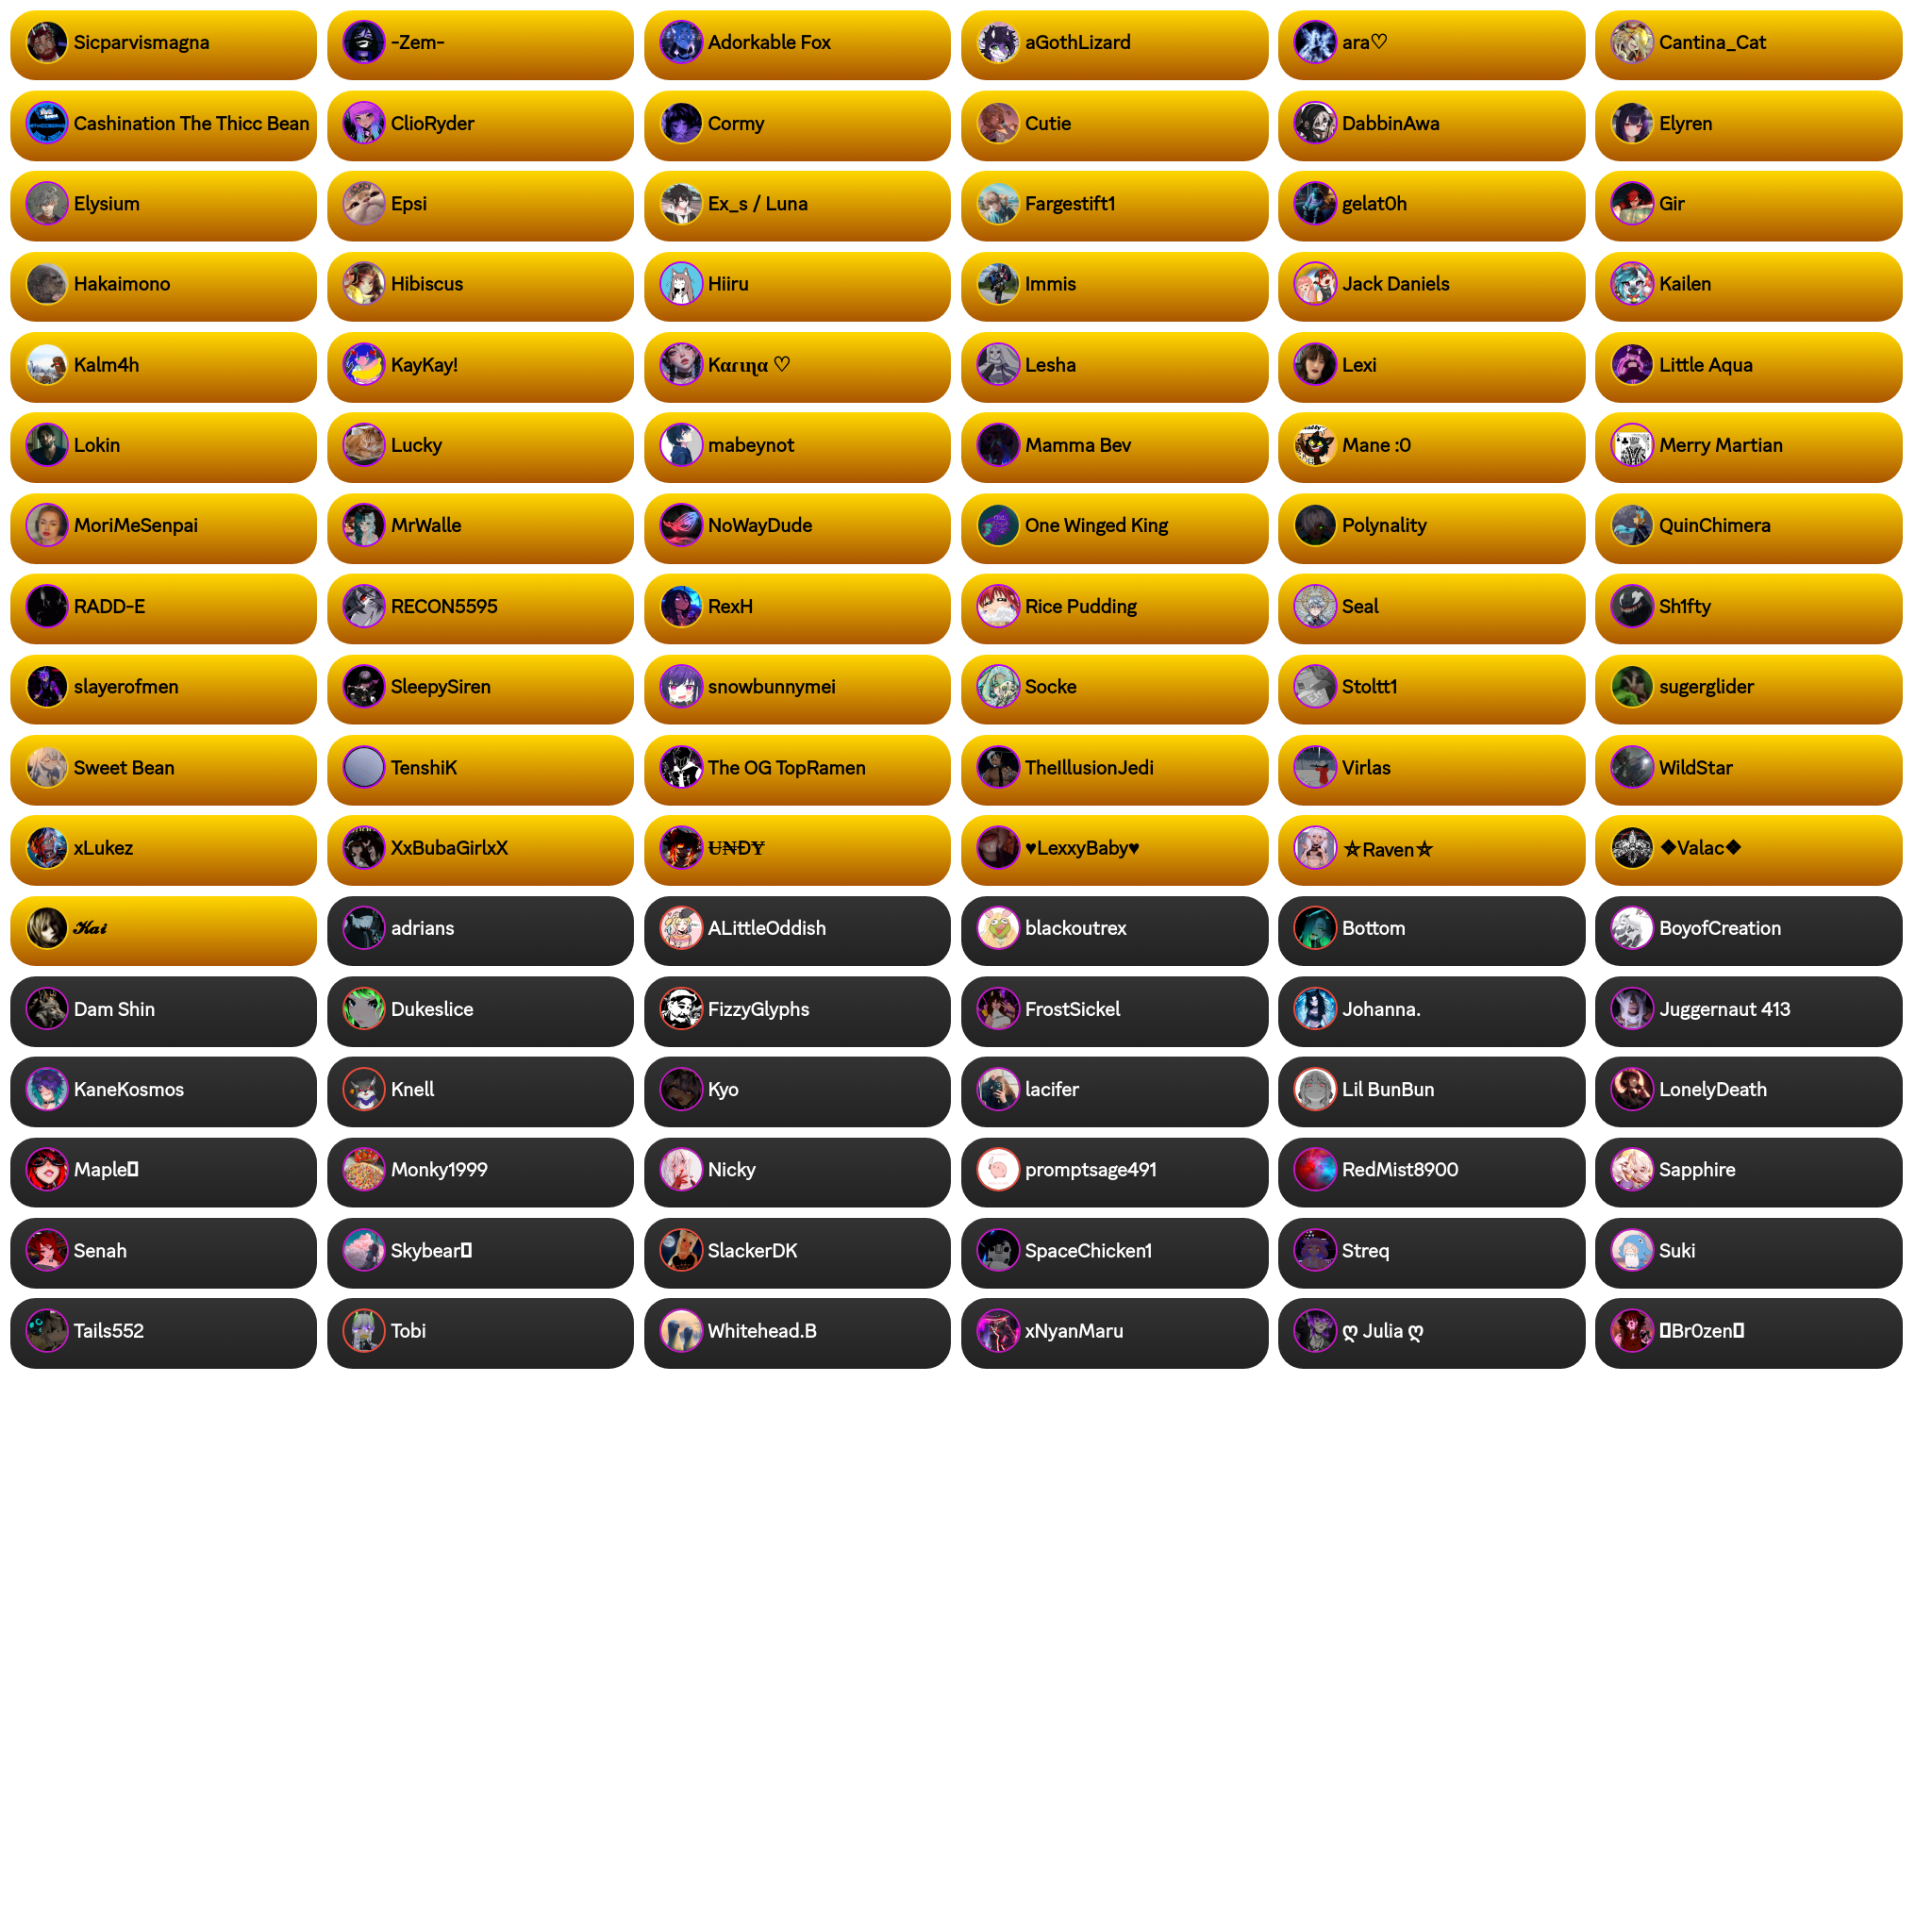 Sicparvismagna
-Zem-
Adorkable Fox
aGothLizard
ara♡
Cantina_Cat
Cashination The Thicc Bean
ClioRyder
Cormy
Cutie
DabbinAwa
Elyren
Elysium
Epsi
Ex_s / Luna
Fargestift1
gelat0h
Gir
Hakaimono
Hibiscus
Hiiru
Immis
Jack Daniels
Kailen
Kalm4h
KayKay!
Kαɾιɳα ♡
Lesha
Lexi
Little Aqua
Lokin
Lucky
mabeynot
Mamma Bev
Mane :0
Merry Martian
MoriMeSenpai
MrWalle
NoWayDude
One Winged King
Polynality
QuinChimera
RADD-E
RECON5595
RexH
Rice Pudding
Seal
Sh1fty
slayerofmen
SleepySiren
snowbunnymei
Socke
Stoltt1
sugerglider
Sweet Bean
TenshiK
The OG TopRamen
TheIllusionJedi
Virlas
WildStar
xLukez
XxBubaGirlxX
Ʉ₦ĐɎ
♥LexxyBaby♥
⛤Raven⛤
❖Valac❖
𝓚𝓪𝓲
adrians
ALittleOddish
blackoutrex
Bottom
BoyofCreation
Dam Shin
Dukeslice
FizzyGlyphs
FrostSickel
Johanna.
Juggernaut 413
KaneKosmos
Knell
Kyo
lacifer
Lil BunBun
LonelyDeath
Maple
Monky1999
Nicky
promptsage491
RedMist8900
Sapphire
Senah
Skybear
SlackerDK
SpaceChicken1
Streq
Suki
Tails552
Tobi
Whitehead.B
xNyanMaru
ღ Julia ღ
Br0zen